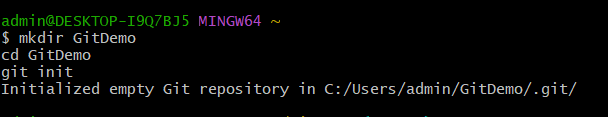 admin@DESKTOP-I9Q7BJ5 MINGW64 ~
$ mkdir GitDemo
cd GitDemo
git init
Initialized empty Git repository in C:/Users/admin/GitDemo/.git/